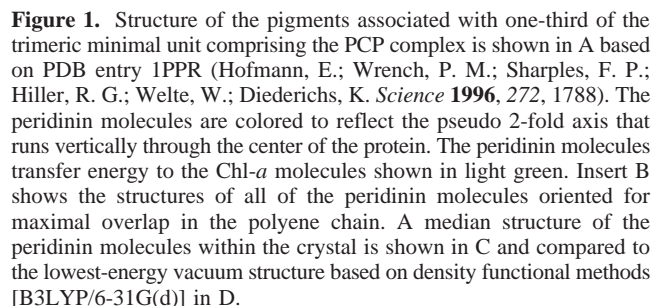 Figure 1. Structure of the pigments associated with one-third of the
trimeric minimal unit comprising the PCP complex is shown in A based
on PDB entry 1PPR (Hofmann, E.; Wrench, P. M.; Sharples, F. P.;
Hiller, R. G.; Welte, W.; Diederichs, K. Science 1996, 272, 1788). The
peridinin molecules are colored to reflect the pseudo 2-fold axis that
runs vertically through the center of the protein. The peridinin molecules
transfer energy to the Chl-a molecules shown in light green. Insert B
shows the structures of all of the peridinin molecules oriented for
maximal overlap in the polyene chain. A median structure of the
peridinin molecules within the crystal is shown in C and compared to
the lowest-energy vacuum structure based on density functional methods
[B3LYP/6-31G(d)] in D.